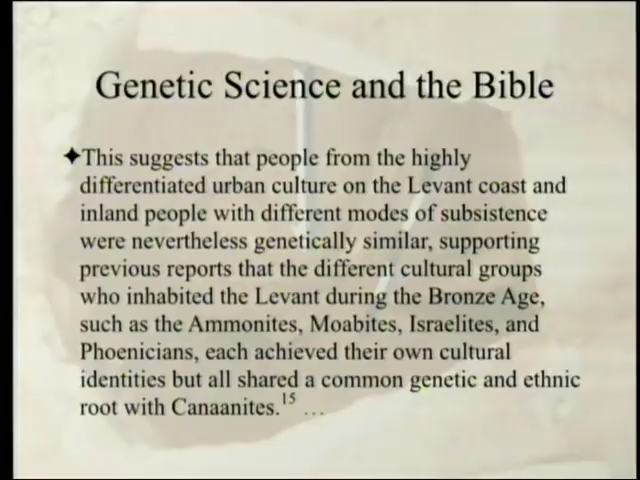 Genetic Science and the Bible
✦This suggests that people from the highly
differentiated urban culture on the Levant coast and
inland people with different modes of subsistence
were nevertheless genetically similar, supporting
previous reports that the different cultural groups
who inhabited the Levant during the Bronze Age,
such as the Ammonites, Moabites, Israelites, and
Phoenicians, each achieved their own cultural
identities but all shared a common genetic and ethnic
root with Canaanites.15 …